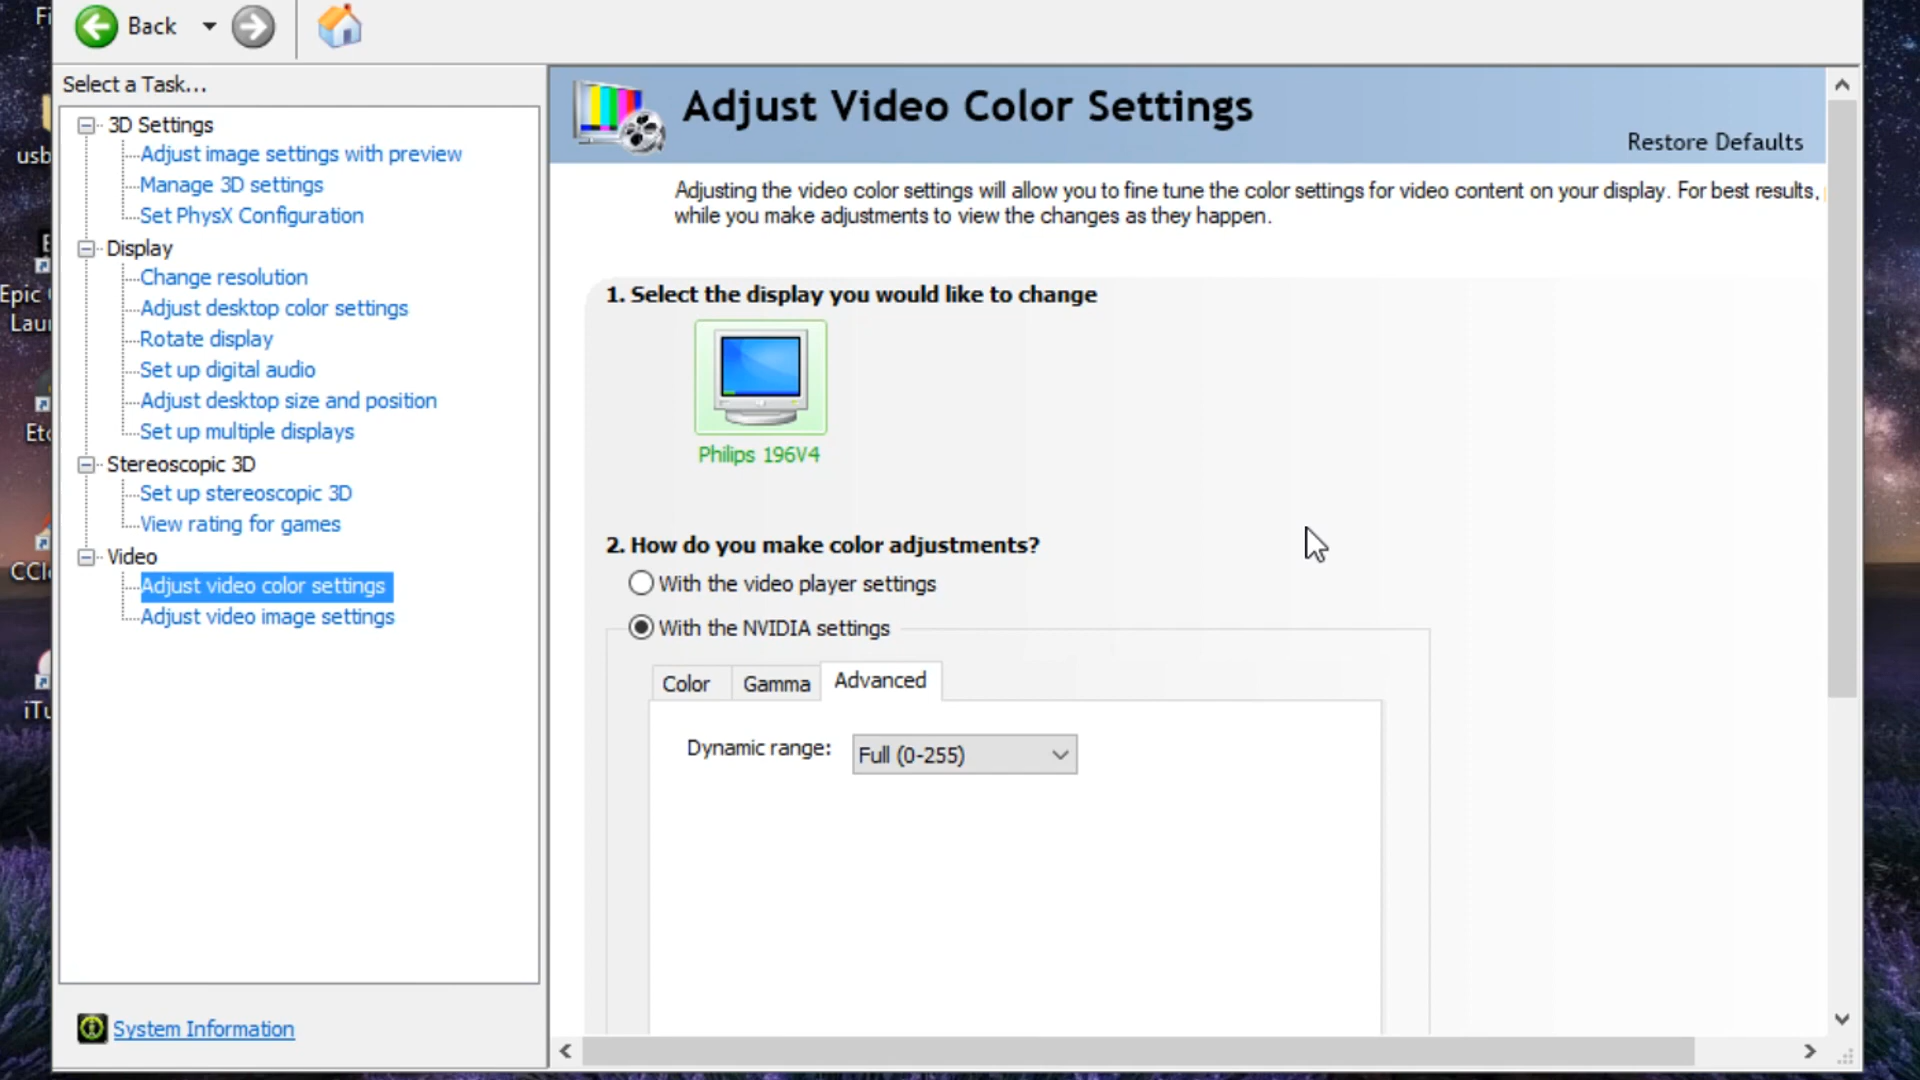 Back
Select a Task...
3D Settings
Adjust image settings with preview
Manage 3D settings
Set PhysX Configuration
Display
Change resolution
Adjust desktop color settings
Rotate display
Set up digital audio
Adjust desktop size and position
Set up multiple displays
Stereoscopic 3D
Set up stereoscopic 3D
View rating for games
Video
Adjust video color settings
Adjust video image settings
System Information
Adjust Video Color Settings
Restore Defaults
Adjusting the video color settings will allow you to fine tune the color settings for video content on your display. For best results,
while you make adjustments to view the changes as they happen.
1. Select the display you would like to change
Philips 196V4
2. How do you make color adjustments?
With the video player settings
With the NVIDIA settings
Color Gamma Advanced
Dynamic range: Full (0-255)
usb
Epic
Lau
CCl
iTu